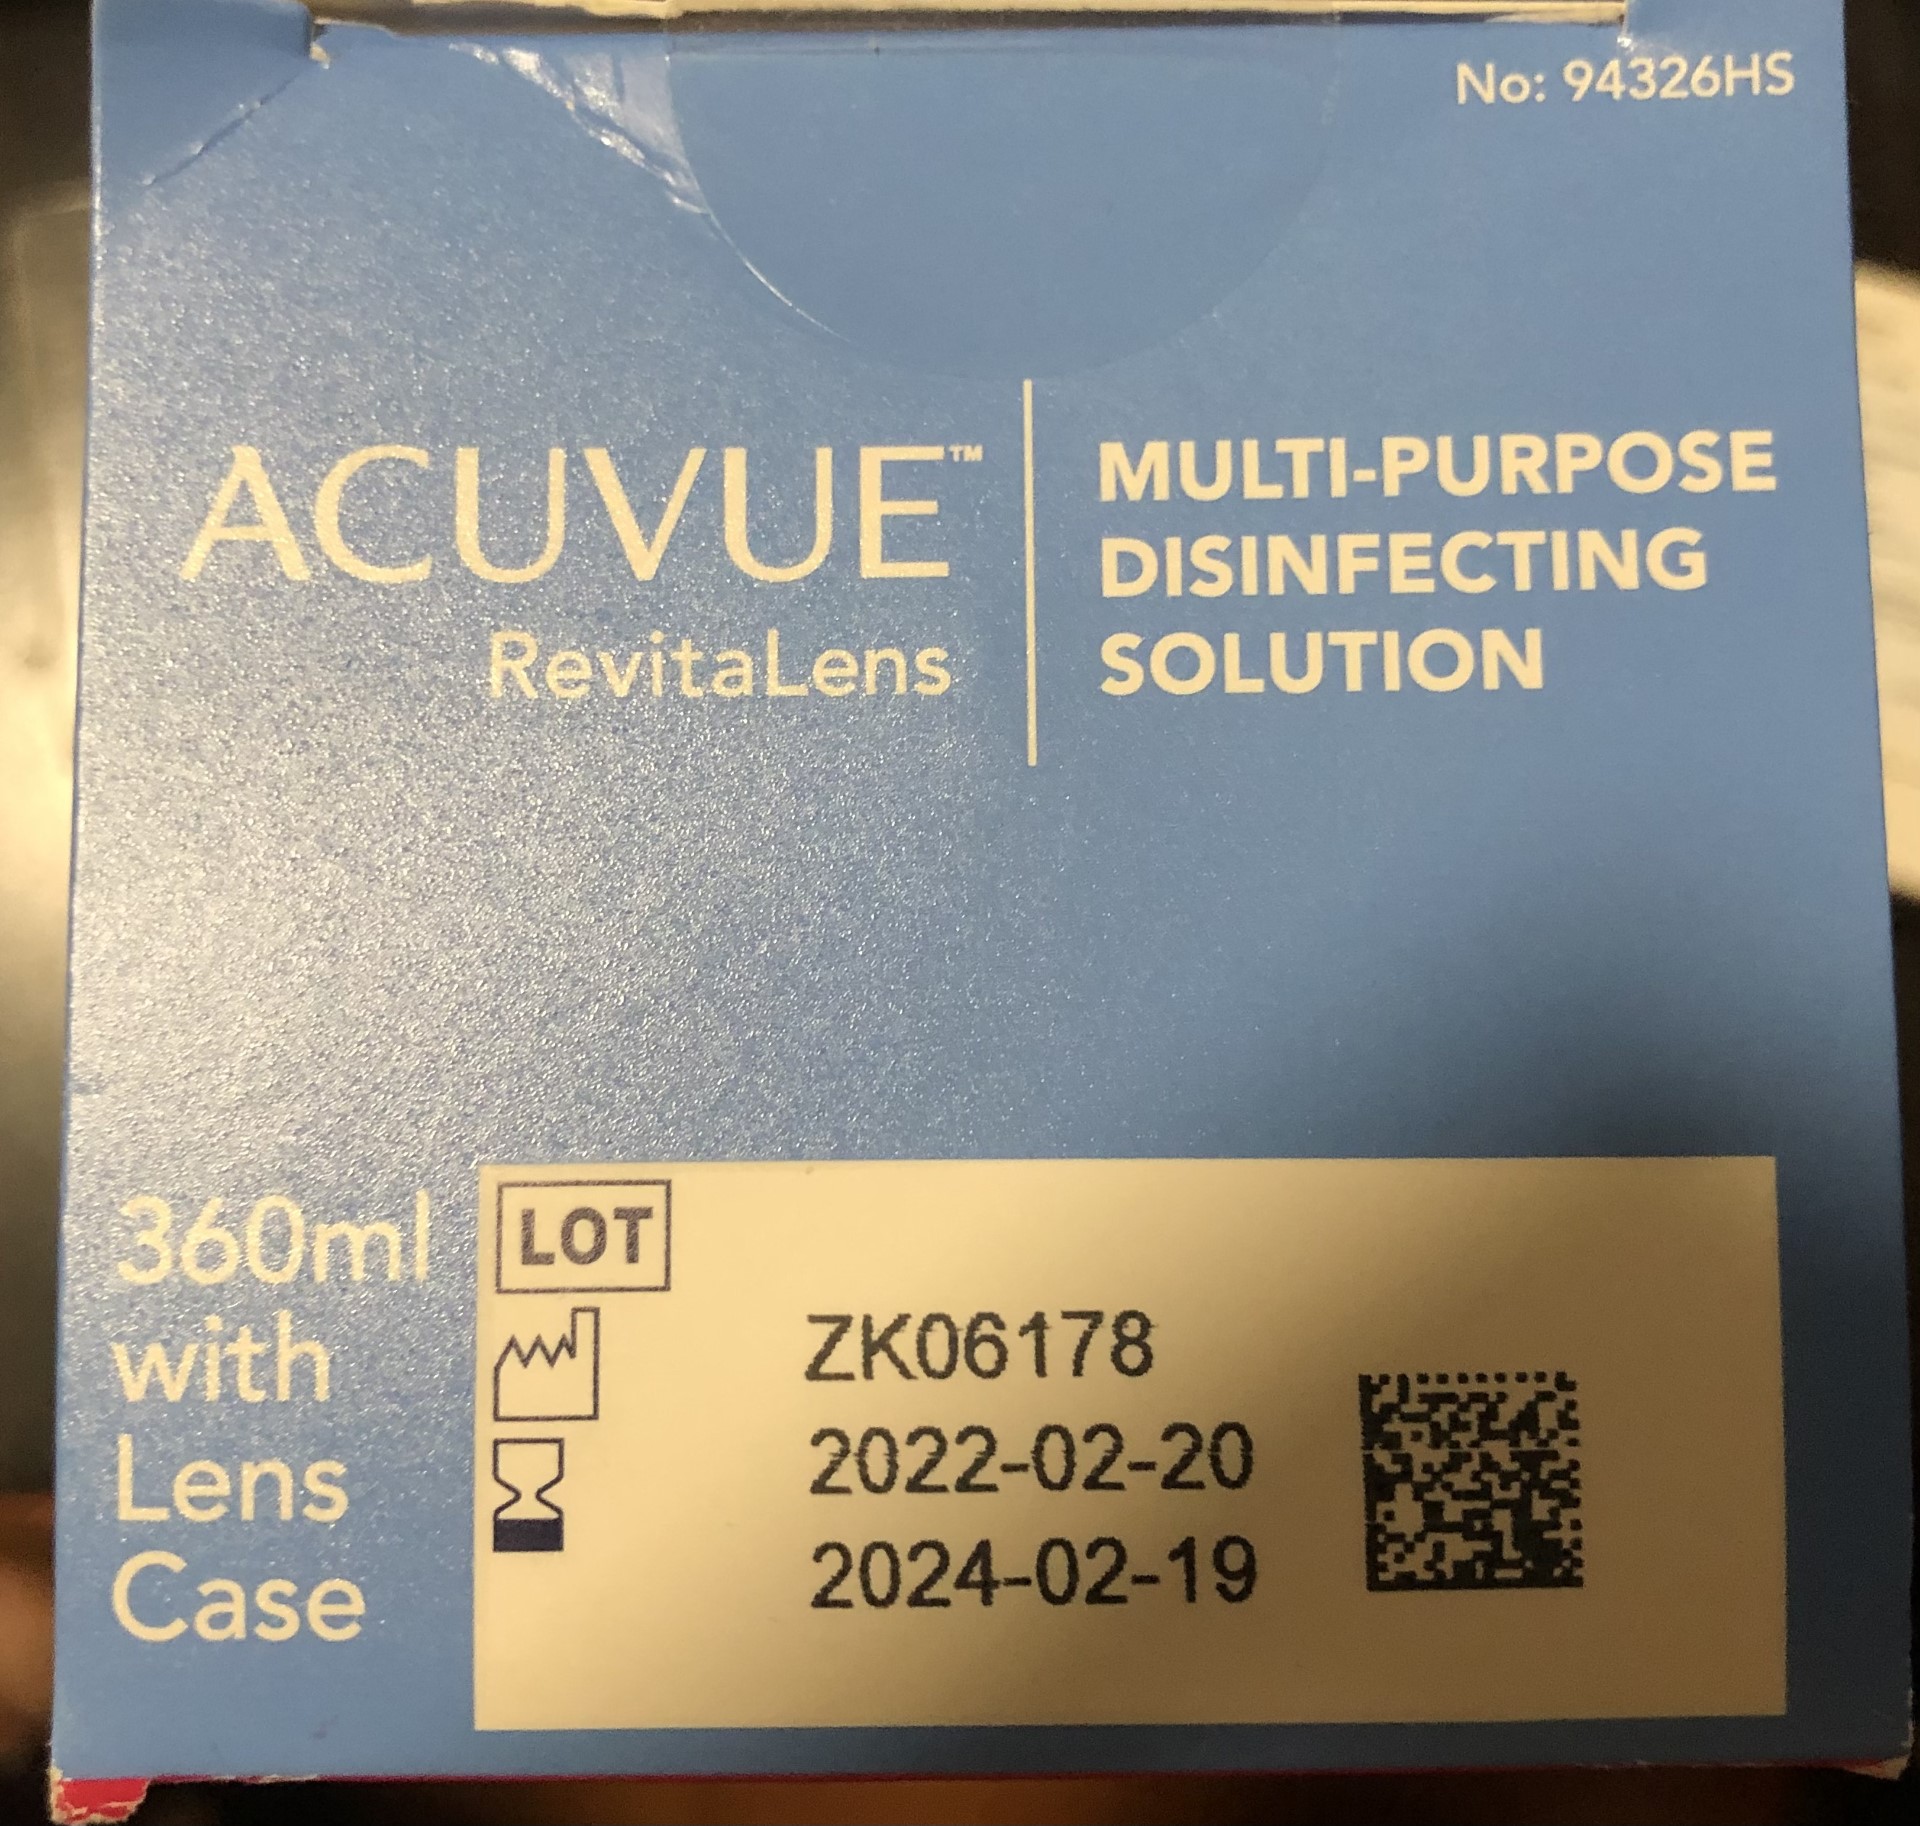 No: 94326HS
ACUVUE™
RevitaLens
MULTI-PURPOSE
DISINFECTING
SOLUTION
360ml
with
Lens
Case
LOT
ZK06178
2022-02-20
2024-02-19